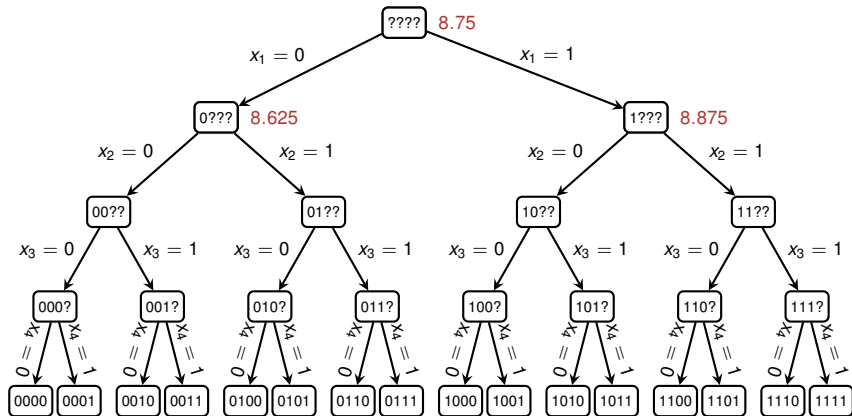 ???? 8.75
x₁ = 0 x₁ = 1
0??? 8.625 1??? 8.875
x₂ = 0 x₂ = 1 x₂ = 0 x₂ = 1
00?? 01?? 10?? 11??
x₃ = 0 x₃ = 1 x₃ = 0 x₃ = 1 x₃ = 0 x₃ = 1 x₃ = 0 x₃ = 1
000? 001? 010? 011? 100? 101? 110? 111?
x₄ = 0 x₄ = 1 x₄ = 0 x₄ = 1 x₄ = 0 x₄ = 1 x₄ = 0 x₄ = 1 x₄ = 0 x₄ = 1 x₄ = 0 x₄ = 1 x₄ = 0 x₄ = 1 x₄ = 0 x₄ = 1
0000 0001 0010 0011 0100 0101 0110 0111 1000 1001 1010 1011 1100 1101 1110 1111